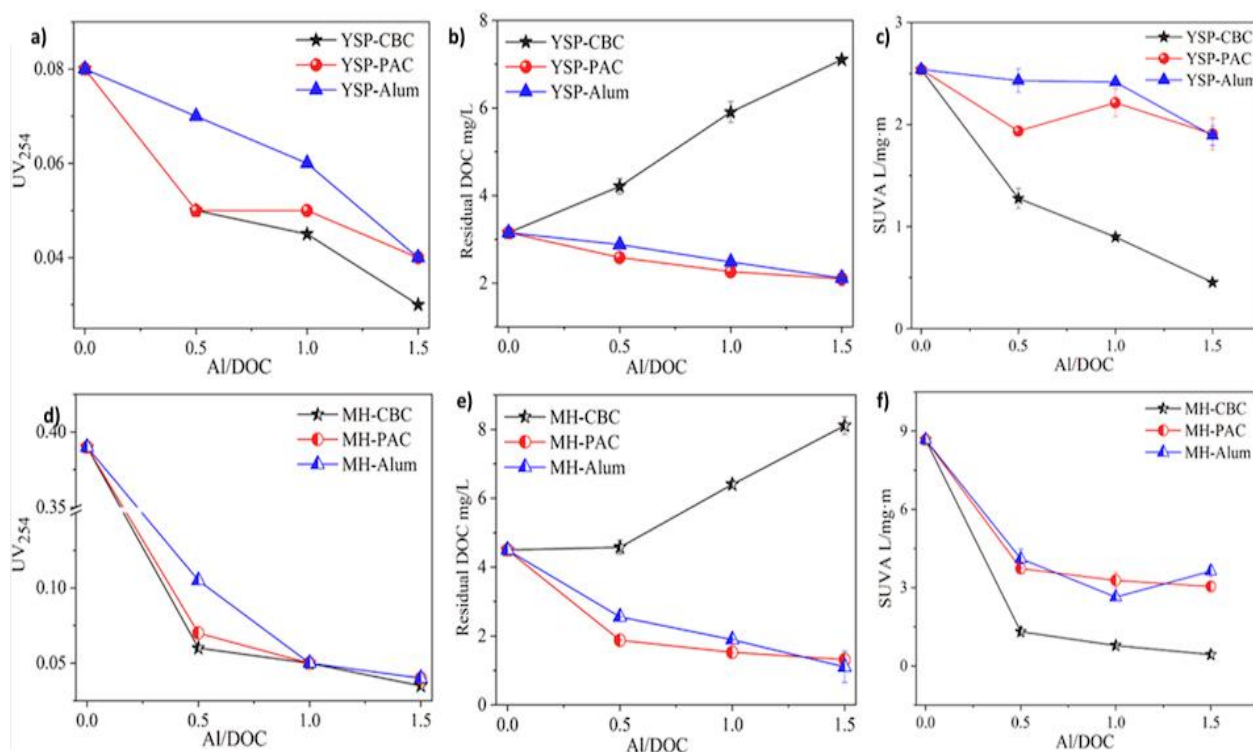 a)
YSP-CBC
YSP-PAC
YSP-Alum
0.08
0.06
0.04
UV254
0.0 0.5 1.0 1.5
Al/DOC
b)
YSP-CBC
YSP-PAC
YSP-Alum
8
6
4
2
Residual DOC mg/L
0.0 0.5 1.0 1.5
Al/DOC
c)
YSP-CBC
YSP-PAC
YSP-Alum
3
2
1
0
SUVA L/mg·m
0.0 0.5 1.0 1.5
Al/DOC
d)
MH-CBC
MH-PAC
MH-Alum
0.40
0.35
0.10
0.05
UV254
0.0 0.5 1.0 1.5
Al/DOC
e)
MH-CBC
MH-PAC
MH-Alum
8
6
4
2
0
Residual DOC mg/L
0.0 0.5 1.0 1.5
Al/DOC
f)
MH-CBC
MH-PAC
MH-Alum
9
6
3
0
SUVA L/mg·m
0.0 0.5 1.0 1.5
Al/DOC